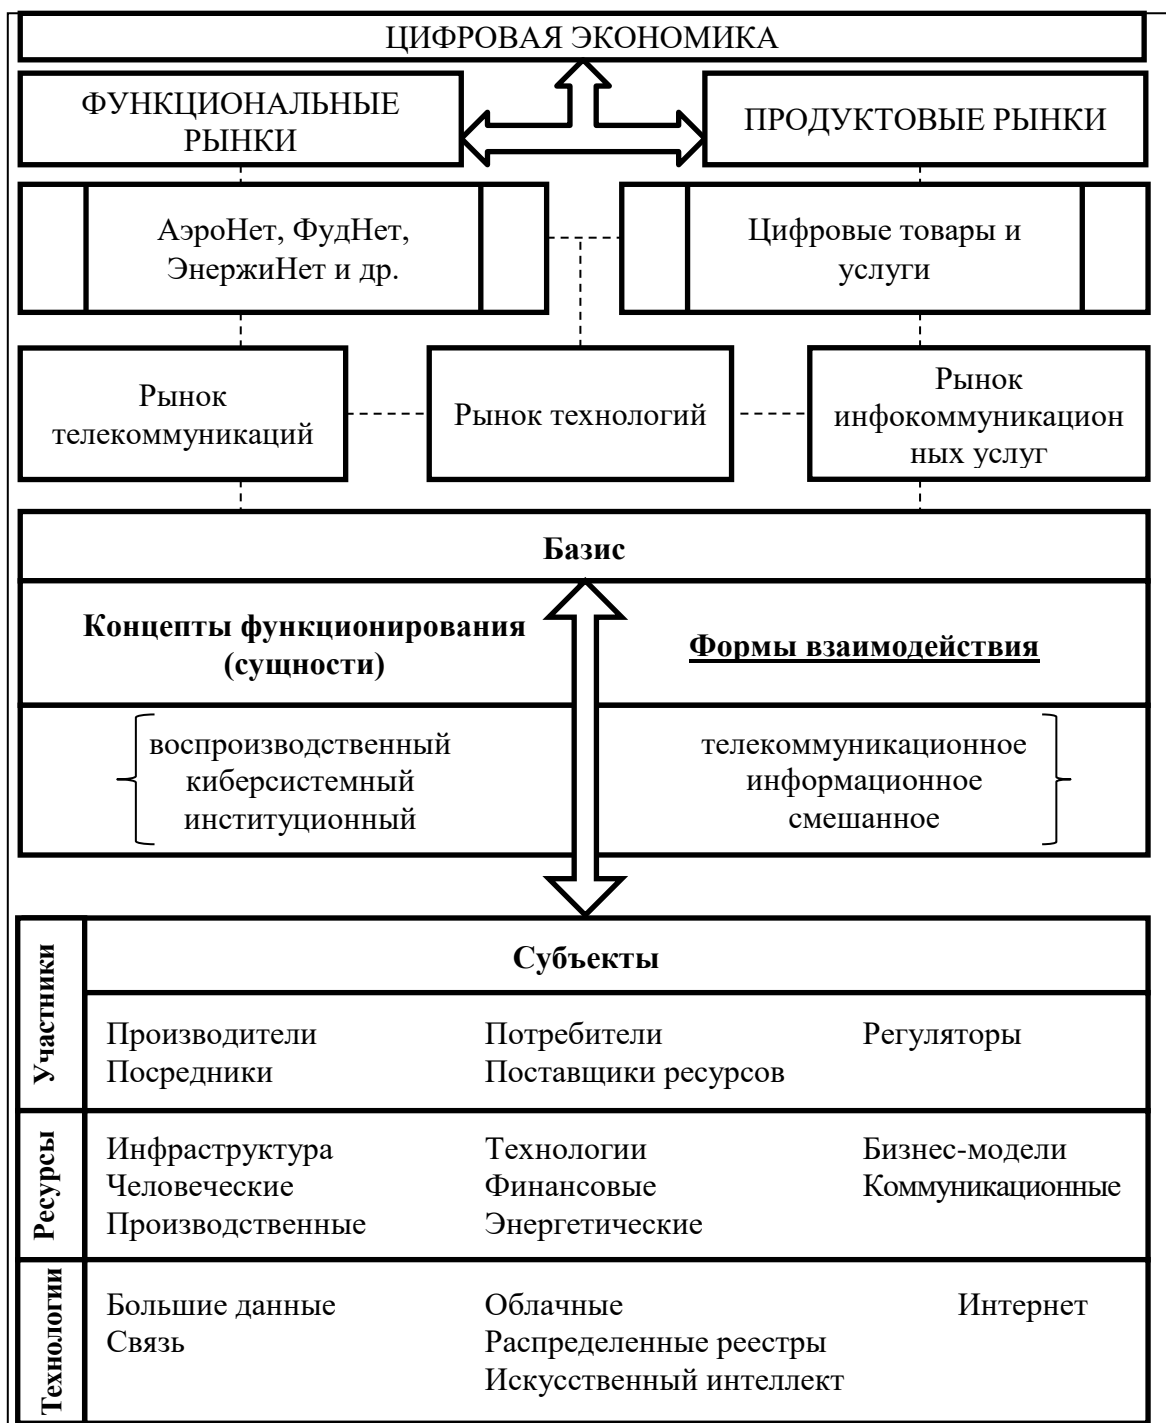 ЦИФРОВАЯ ЭКОНОМИКА
ФУНКЦИОНАЛЬНЫЕ
РЫНКИ
ПРОДУКТОВЫЕ РЫНКИ
АэроНет, ФудНет,
ЭнержиНет и др.
Цифровые товары и
услуги
Рынок
телекоммуникаций
Рынок технологий
Рынок
инфокоммуникацион
ных услуг
Базис
Концепты функционирования
(сущности)
Формы взаимодействия
воспроизводственный
киберсистемный
институционный
телекоммуникационное
информационное
смешанное
Участники
Субъекты
Производители Потребители Регуляторы
Посредники Поставщики ресурсов
Ресурсы
Инфраструктура Технологии Бизнес-модели
Человеческие Финансовые Коммуникационные
Производственные Энергетические
Технологии
Большие данные Облачные Интернет
Связь Распределенные реестры
Искусственный интеллект